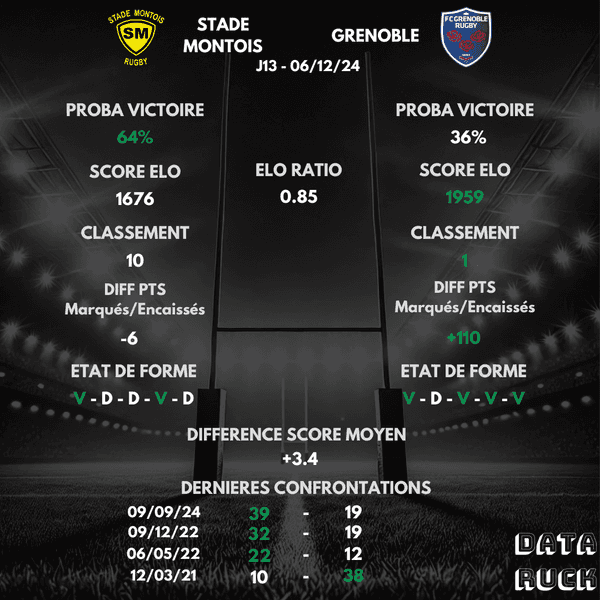 STADE MONTOIS
SM
RUGBY
STADE
MONTOIS
GRENOBLE
FC GRENOBLE
RUGBY
J13 - 06/12/24
PROBA VICTOIRE
64%
PROBA VICTOIRE
36%
SCORE ELO
1676
ELO RATIO
0.85
SCORE ELO
1959
CLASSEMENT
10
CLASSEMENT
1
DIFF PTS
Marqués/Encaissés
-6
DIFF PTS
Marqués/Encaissés
+110
ETAT DE FORME
V - D - D - V - D
ETAT DE FORME
V - D - V - V - V
DIFFERENCE SCORE MOYEN
+3.4
DERNIERES CONFRONTATIONS
09/09/24 39 - 19
09/12/22 32 - 19
06/05/22 22 - 12
12/03/21 10 - 38
DATA
RUCK